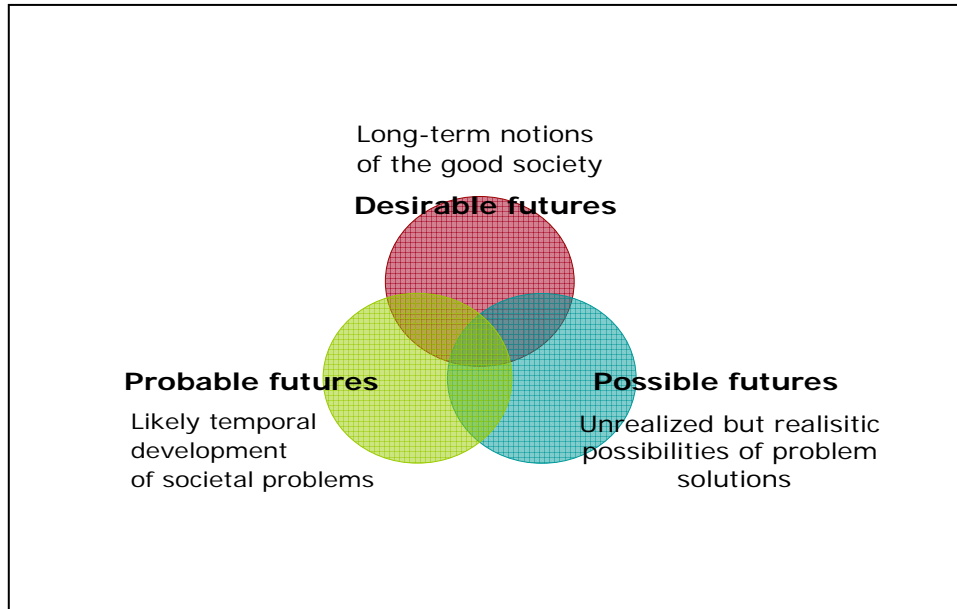 Long-term notions
of the good society
Desirable futures
Probable futures
Likely temporal
development
of societal problems
Possible futures
Unrealized but realisitic
possibilities of problem
solutions